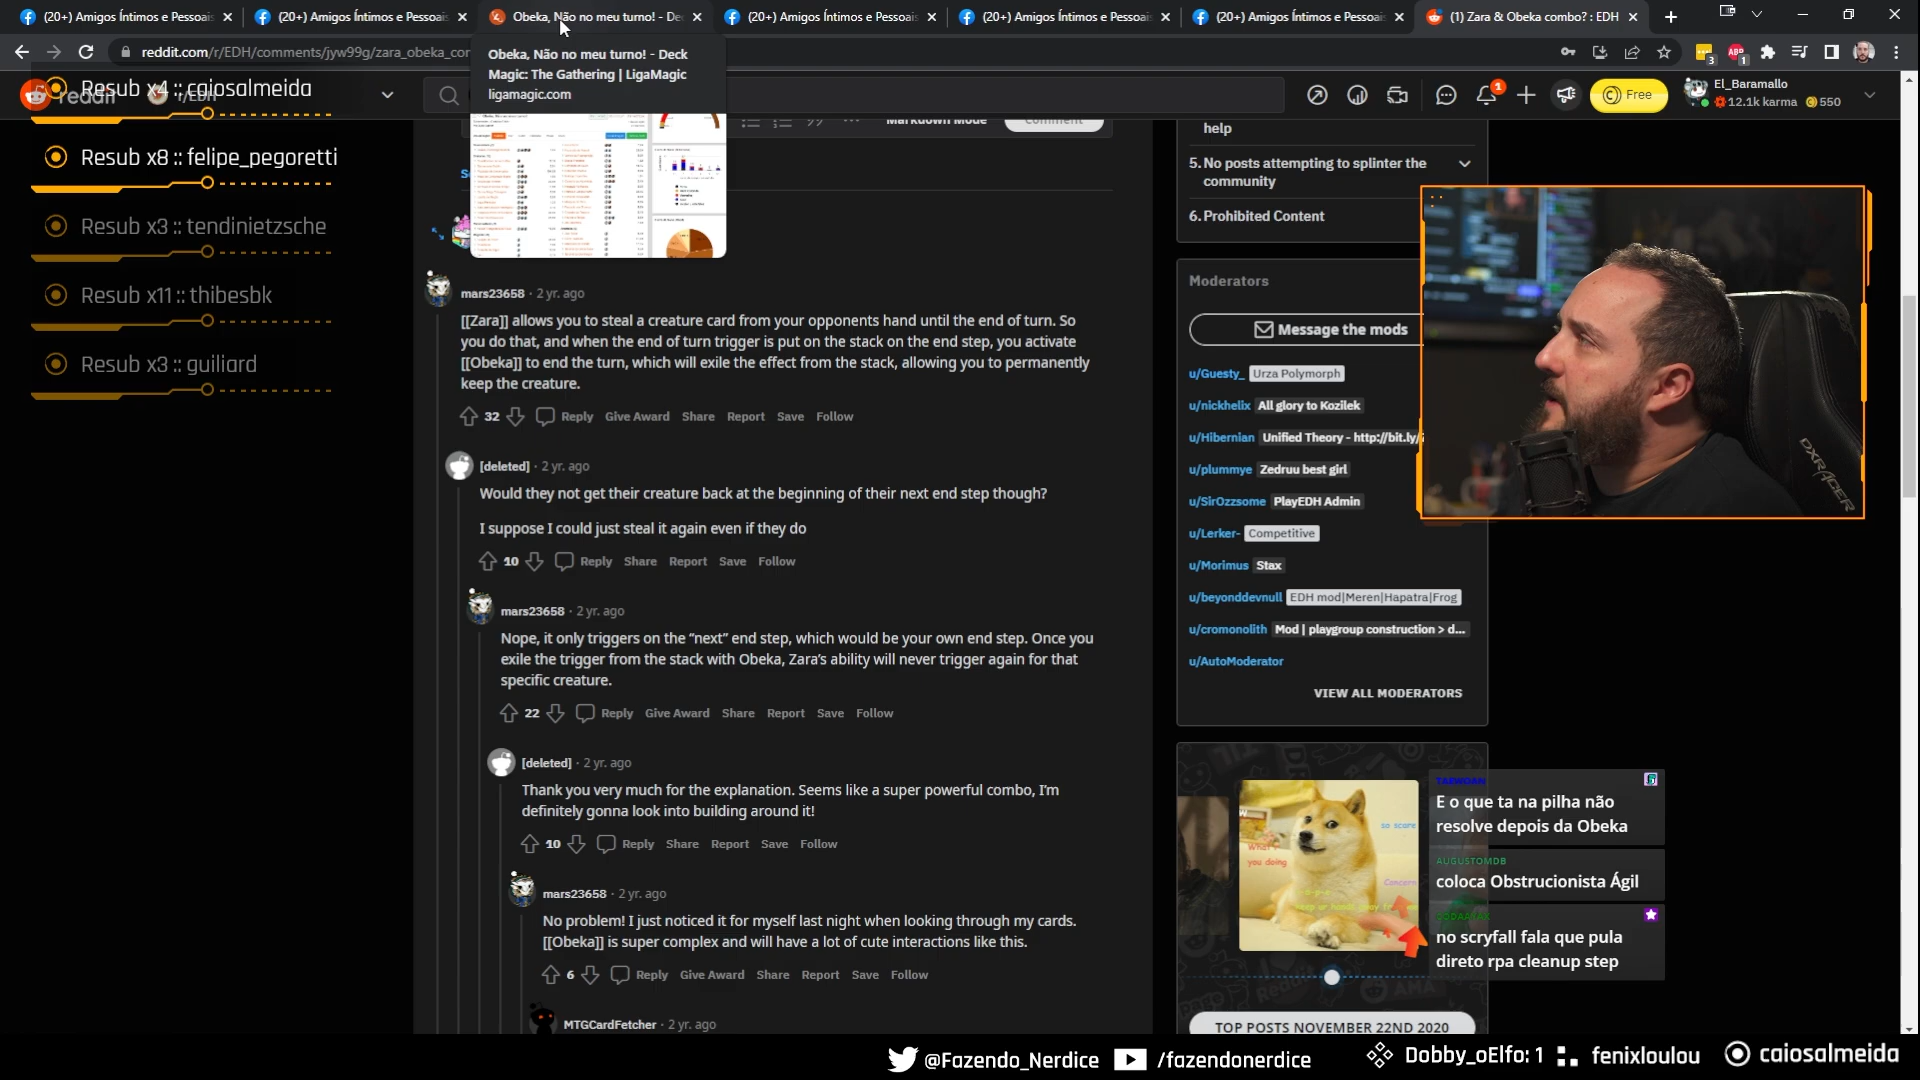 (20+) Amigos Íntimos e Pessoais
(20+) Amigos Íntimos e Pessoais
Obeka, Não no meu turno! - De
(20+) Amigos Íntimos e Pessoais
(20+) Amigos Íntimos e Pessoais
(20+) Amigos Íntimos e Pessoais
(1) Zara & Obeka combo? : EDH
reddit.com/r/EDH/comments/jyw99g/zara_obeka_cor
Obeka, Não no meu turno! - Deck
Magic: The Gathering | LigaMagic
ligamagic.com
3
ABP
1
reddit
r/EDH
1
Free
El_Baramallo
12.1k karma
550
Resub x4 :: caiosalmeida
Resub x8 :: felipe_pegoretti
Resub x3 :: tendinietzsche
Resub x11 :: thibesbk
Resub x3 :: guiliard
Markdown Mode
Comment
mars23658 · 2 yr. ago
[[Zara]] allows you to steal a creature card from your opponents hand until the end of turn. So
you do that, and when the end of turn trigger is put on the stack on the end step, you activate
[[Obeka]] to end the turn, which will exile the effect from the stack, allowing you to permanently
keep the creature.
32
Reply Give Award Share Report Save Follow
[deleted] · 2 yr. ago
Would they not get their creature back at the beginning of their next end step though?
I suppose I could just steal it again even if they do
10
Reply Share Report Save Follow
mars23658 · 2 yr. ago
Nope, it only triggers on the “next” end step, which would be your own end step. Once you
exile the trigger from the stack with Obeka, Zara’s ability will never trigger again for that
specific creature.
22
Reply Give Award Share Report Save Follow
[deleted] · 2 yr. ago
Thank you very much for the explanation. Seems like a super powerful combo, I’m
definitely gonna look into building around it!
10
Reply Share Report Save Follow
mars23658 · 2 yr. ago
No problem! I just noticed it for myself last night when looking through my cards.
[[Obeka]] is super complex and will have a lot of cute interactions like this.
6
Reply Give Award Share Report Save Follow
MTGCardFetcher · 2 yr. ago
help
5. No posts attempting to splinter the
community
6. Prohibited Content
Moderators
Message the mods
u/Guesty_ Urza Polymorph
u/nickhelix All glory to Kozilek
u/Hibernian Unified Theory - http://bit.ly/
u/plummye Zedruu best girl
u/SirOzzsome PlayEDH Admin
u/Lerker- Competitive
u/Morimus Stax
u/beyonddevnull EDH mod|Meren|Hapatra|Frog
u/cromonolith Mod | playgroup construction > d...
u/AutoModerator
VIEW ALL MODERATORS
DXRACER
so score
What r
you doing
Concern
TOP POSTS NOVEMBER 22ND 2020
TAEWOAN
E o que ta na pilha não
resolve depois da Obeka
AUGUSTOMDB
coloca Obstrucionista Ágil
no scryfall fala que pula
direto rpa cleanup step
@Fazendo_Nerdice
/fazendonerdice
Dobby_oElfo: 1
fenixloulou
caiosalmeida